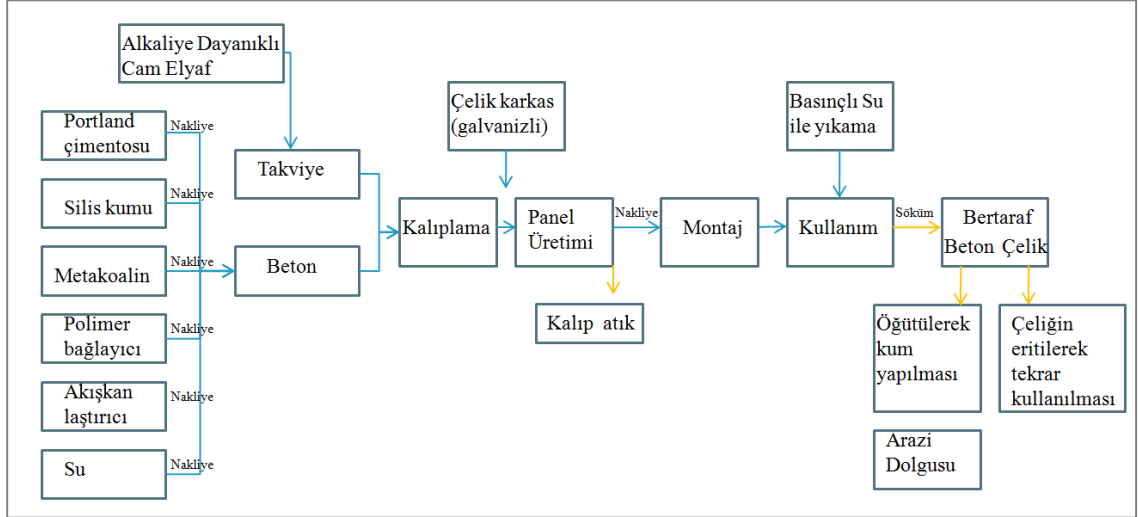 Alkaliye Dayanıklı
Cam Elyaf
Portland
çimentosu
Nakliye
Silis kumu
Nakliye
Metakoalin
Nakliye
Polimer
bağlayıcı
Nakliye
Akışkan
laştırıcı
Nakliye
Su
Nakliye
Takviye
Beton
Kalıplama
Çelik karkas
(galvanizli)
Panel
Üretimi
Kalıp atık
Nakliye
Montaj
Basınçlı Su
ile yıkama
Kullanım
Söküm
Bertaraf
Beton Çelik
Öğütülerek
kum
yapılması
Çeliğin
eritilerek
tekrar
kullanılması
Arazi
Dolgusu